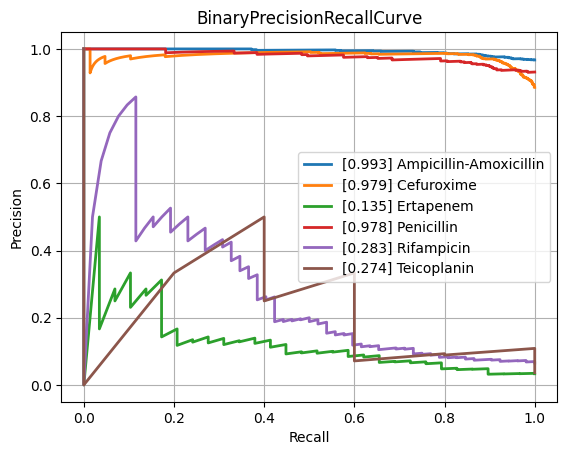 BinaryPrecisionRecallCurve
Precision
1.0
0.8
0.6
0.4
0.2
0.0
[0.993] Ampicillin-Amoxicillin
[0.979] Cefuroxime
[0.135] Ertapenem
[0.978] Penicillin
[0.283] Rifampicin
[0.274] Teicoplanin
0.0 0.2 0.4 0.6 0.8 1.0
Recall